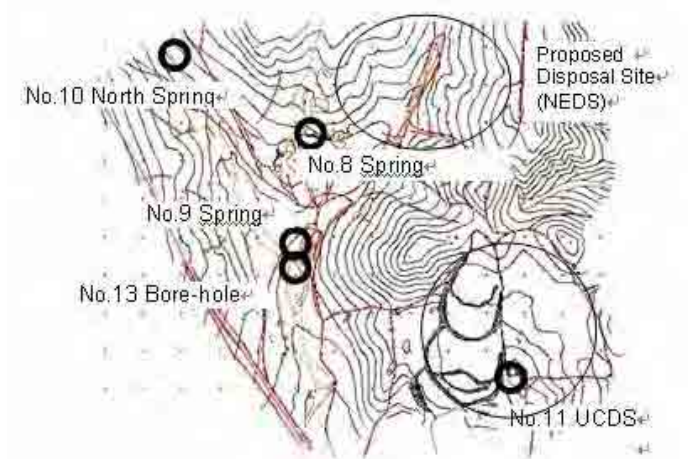 Proposed
Disposal Site
(NEDS)
No.10 North Spring
No.8 Spring
No.9 Spring
No.13 Bore-hole
No.11 UCDS